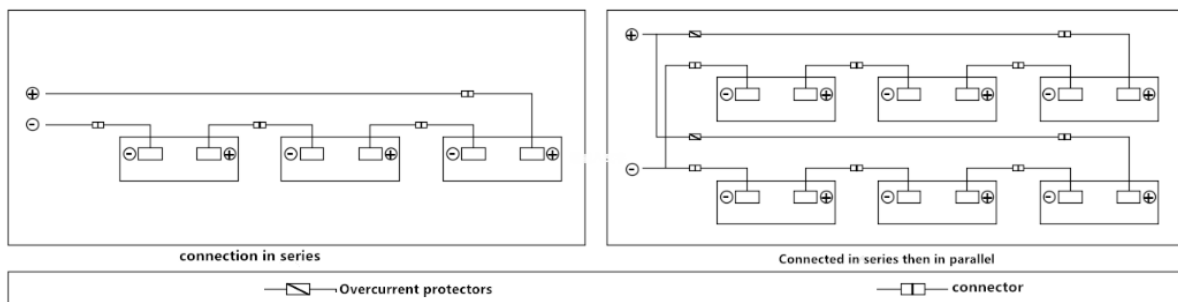 connection in series
Connected in series then in parallel
Overcurrent protectors
connector